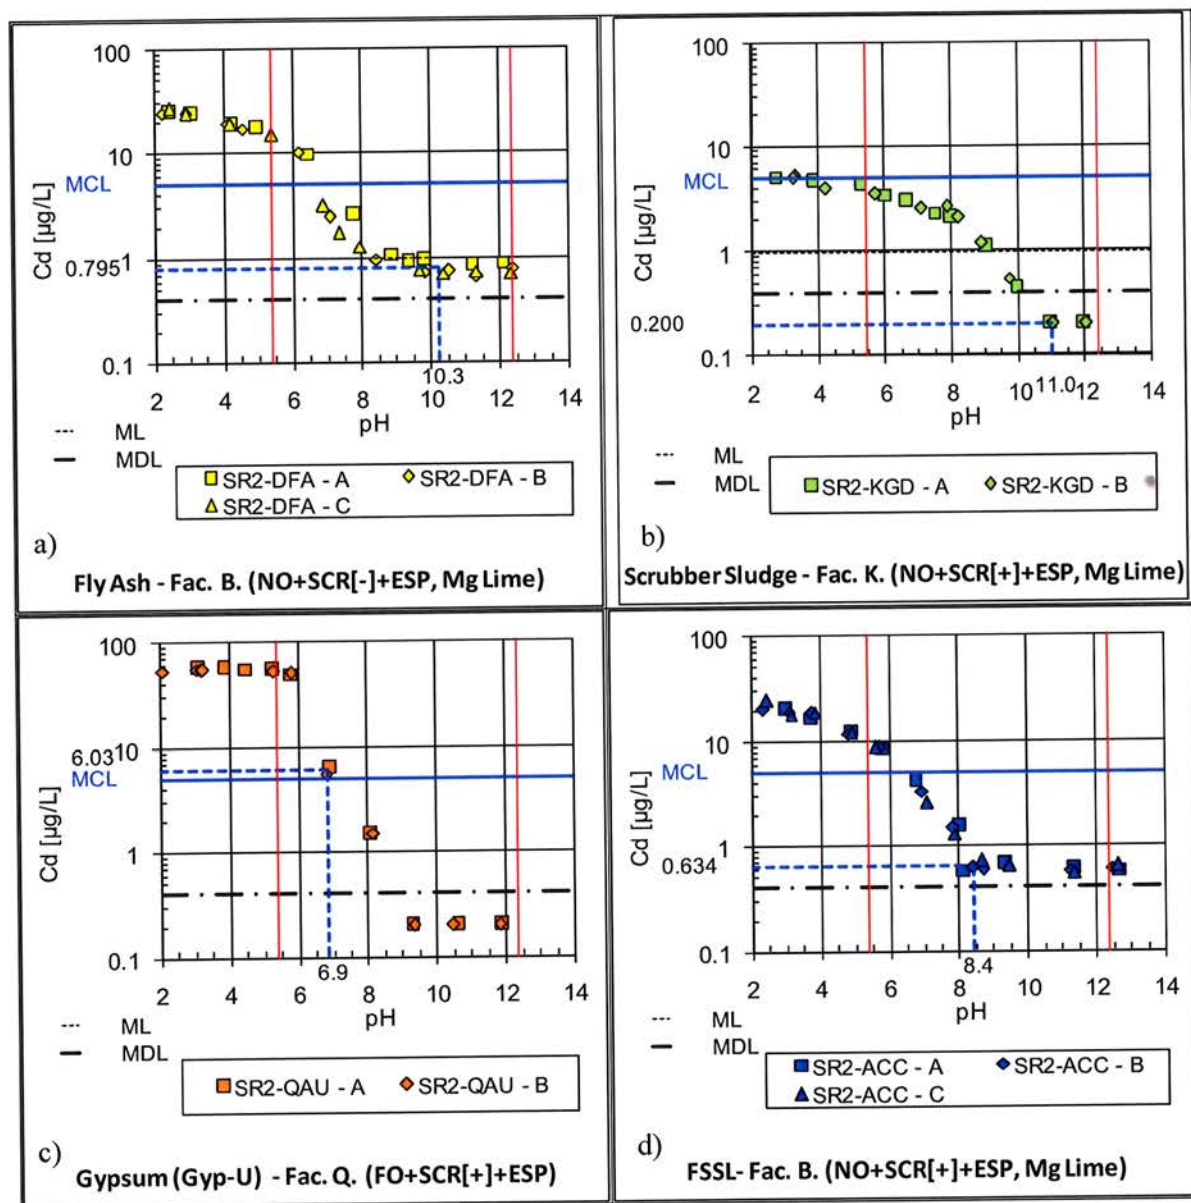 100
10
MCL
Cd [µg/L]
0.795
1
0.1
10.3
2 4 6 8 10 12 14
pH
--- ML
— MDL
SR2-DFA - A SR2-DFA - B
SR2-DFA - C
a)
Fly Ash - Fac. B. (NO+SCR[-]+ESP, Mg Lime)
100
10
MCL
Cd [µg/L]
1
0.200
0.1
2 4 6 8 10 11.0 12 14
pH
--- ML
— MDL
SR2-KGD - A SR2-KGD - B
b)
Scrubber Sludge - Fac. K. (NO+SCR[+]+ESP, Mg Lime)
100
10
6.03
MCL
Cd [µg/L]
1
0.1
6.9
2 4 6 8 10 12 14
pH
--- ML
— MDL
SR2-QAU - A SR2-QAU - B
c)
Gypsum (Gyp-U) - Fac. Q. (FO+SCR[+]+ESP)
100
10
MCL
Cd [µg/L]
1
0.634
0.1
8.4
2 4 6 8 10 12 14
pH
--- ML
— MDL
SR2-ACC - A SR2-ACC - B
SR2-ACC - C
d)
FSSL- Fac. B. (NO+SCR[+]+ESP, Mg Lime)